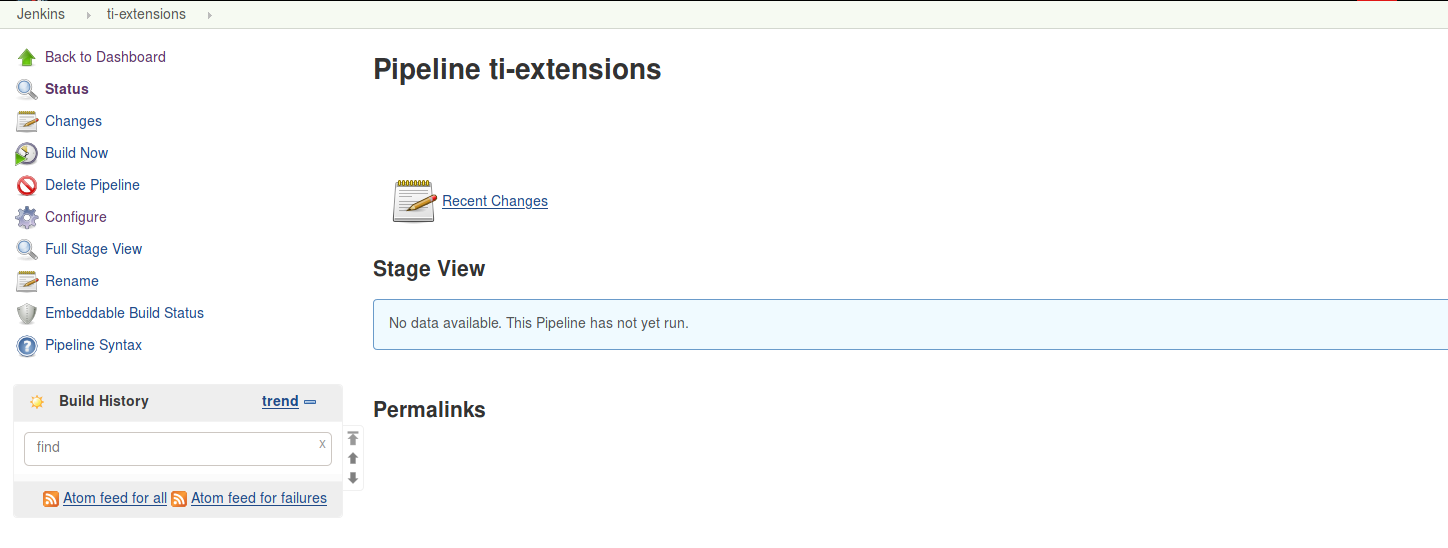 Jenkins ti-extensions
Back to Dashboard
Status
Changes
Build Now
Delete Pipeline
Configure
Full Stage View
Rename
Embeddable Build Status
Pipeline Syntax
Build History trend
find x
Atom feed for all Atom feed for failures
Pipeline ti-extensions
Recent Changes
Stage View
No data available. This Pipeline has not yet run.
Permalinks